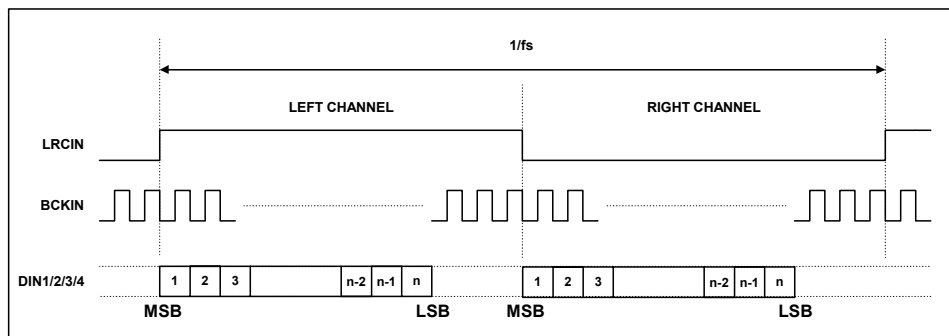 1/fs
LEFT CHANNEL RIGHT CHANNEL
LRCIN
BCKIN
DIN1/2/3/4 1 2 3 n-2 n-1 n 1 2 3 n-2 n-1 n
MSB LSB MSB LSB